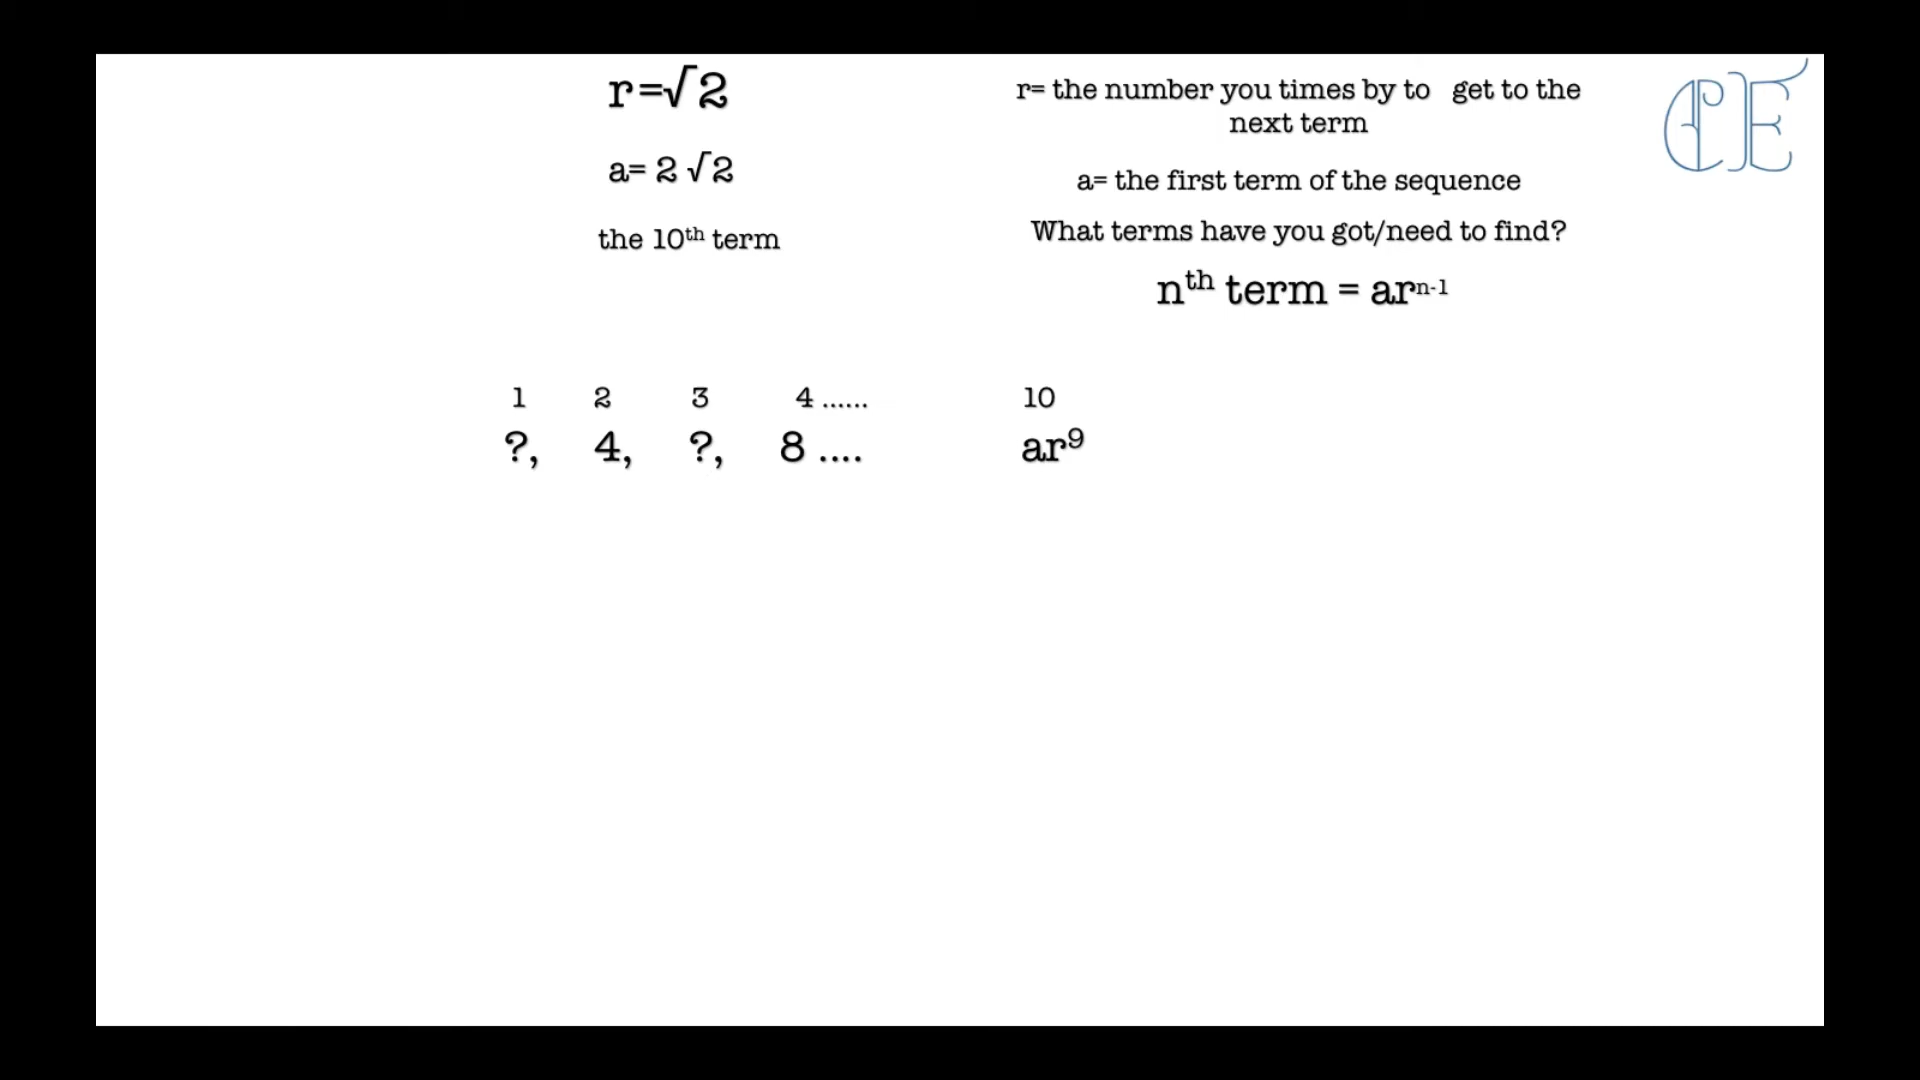 r=√2
a= 2 √2
the 10th term
r= the number you times by to get to the
next term
a= the first term of the sequence
What terms have you got/need to find?
nth term = arn-1
CE
1 2 3 4 ...... 10
?, 4, ?, 8 .... ar⁹